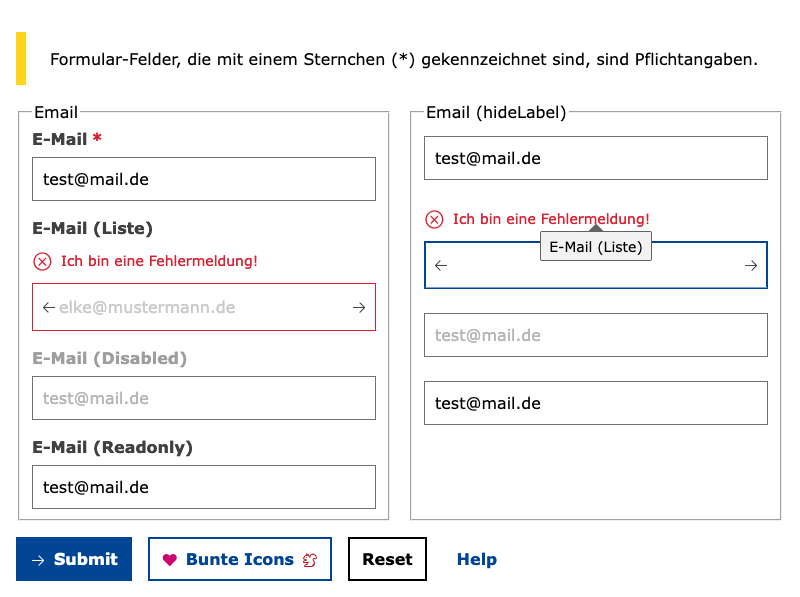 Formular-Felder, die mit einem Sternchen (*) gekennzeichnet sind, sind Pflichtangaben.
Email
E-Mail *
test@mail.de
E-Mail (Liste)
Ich bin eine Fehlermeldung!
elke@mustermann.de
E-Mail (Disabled)
test@mail.de
E-Mail (Readonly)
test@mail.de
Email (hideLabel)
test@mail.de
Ich bin eine Fehlermeldung!
E-Mail (Liste)
test@mail.de
test@mail.de
Submit
Bunte Icons
Reset
Help